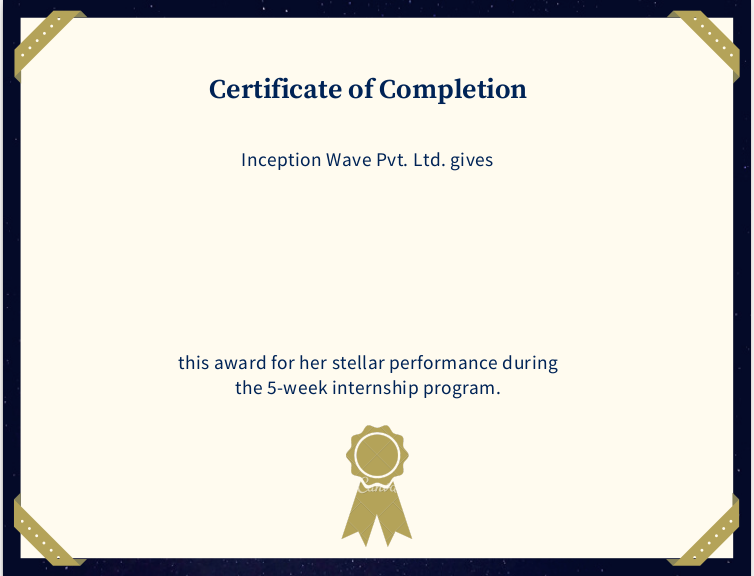 Certificate of Completion
Inception Wave Pvt. Ltd. gives
this award for her stellar performance during
the 5-week internship program.
Canva